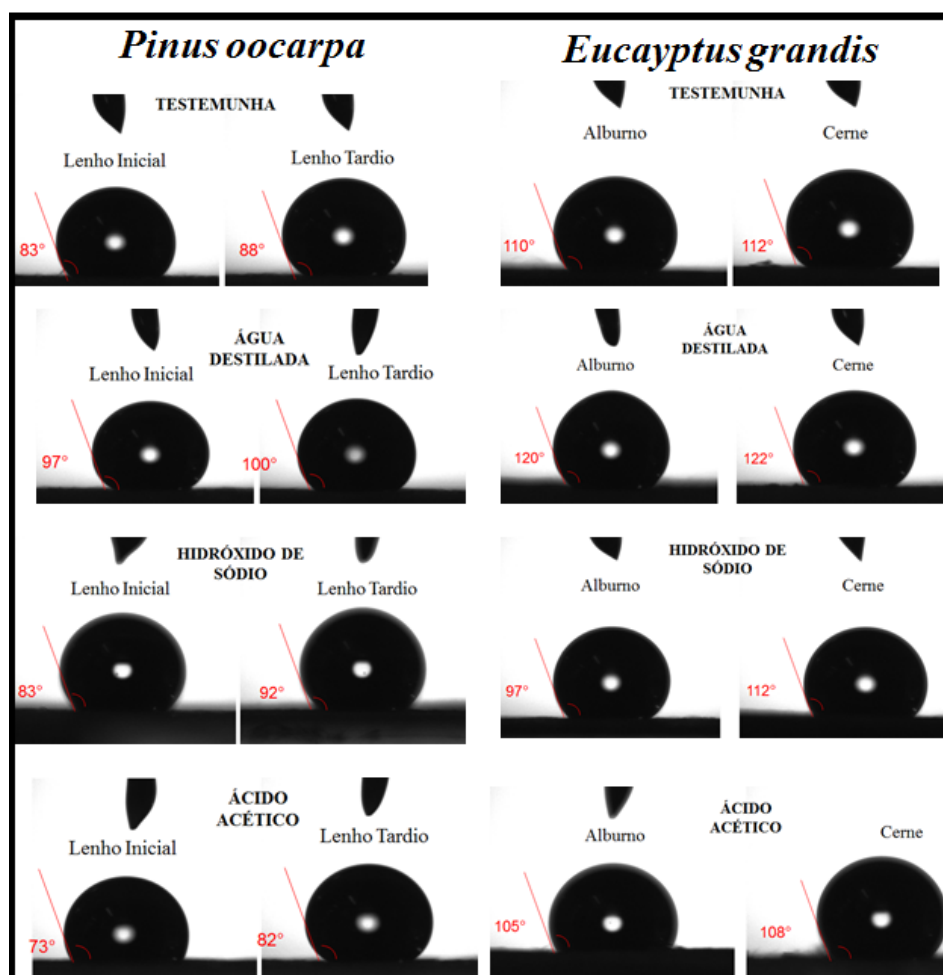 Pinus oocarpa
Eucayptus grandis
TESTEMUNHA
TESTEMUNHA
Lenho Inicial
Lenho Tardio
Alburno
Cerne
83°
88°
110°
112°
ÁGUA
DESTILADA
ÁGUA
DESTILADA
Lenho Inicial
Lenho Tardio
Alburno
Cerne
97°
100°
120°
122°
HIDRÓXIDO DE
SÓDIO
HIDRÓXIDO DE
SÓDIO
Lenho Inicial
Lenho Tardio
Alburno
Cerne
83°
92°
97°
112°
ÁCIDO
ACÉTICO
ÁCIDO
ACÉTICO
Lenho Inicial
Lenho Tardio
Alburno
Cerne
73°
82°
105°
108°